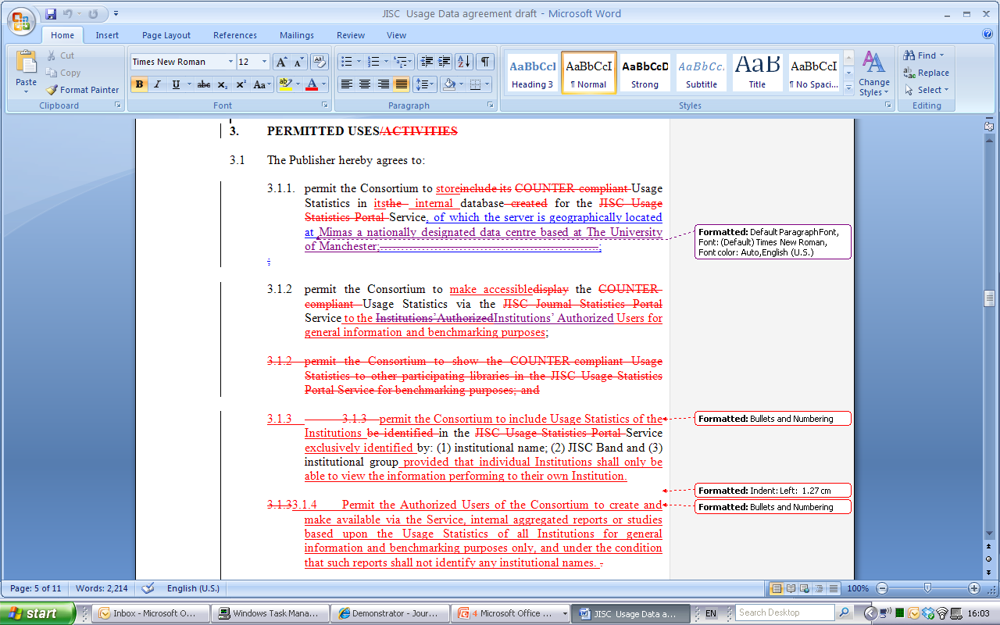 JISC Usage Data agreement draft - Microsoft Word
Home Insert Page Layout References Mailings Review View
Paste
Cut
Copy
Format Painter
Clipboard
Times New Roman 12
Font
Paragraph
AaBbCcI AaBbCcI AaBbCcD AaBbCc. AaB AaBbCcI
Heading 3 ¶ Normal Strong Subtitle Title ¶ No Spaci...
Change Styles
Styles
Find
Replace
Select
Editing
3. PERMITTED USES/ACTIVITIES
3.1 The Publisher hereby agrees to:
3.1.1. permit the Consortium to storeinclude its COUNTER compliant Usage
Statistics in itsthe internal database created for the JISC Usage
Statistics Portal Service, of which the server is geographically located
at Mimas a nationally designated data centre based at The University
of Manchester;……………………………………………;
;
3.1.2 permit the Consortium to make accessibledisplay the COUNTER
compliant Usage Statistics via the JISC Journal Statistics Portal
Service to the Institutions'AuthorizedInstitutions' Authorized Users for
general information and benchmarking purposes;
3.1.2 permit the Consortium to show the COUNTER-compliant Usage
Statistics to other participating libraries in the JISC Usage Statistics
Portal Service for benchmarking purposes; and
3.1.3 3.1.3 permit the Consortium to include Usage Statistics of the
Institutions be identified in the JISC Usage Statistics Portal Service
exclusively identified by: (1) institutional name; (2) JISC Band and (3)
institutional group provided that individual Institutions shall only be
able to view the information performing to their own Institution.
3.1.33.1.4 Permit the Authorized Users of the Consortium to create and
make available via the Service, internal aggregated reports or studies
based upon the Usage Statistics of all Institutions for general
information and benchmarking purposes only, and under the condition
that such reports shall not identify any institutional names. .
Formatted: Default Paragraph Font,
Font: (Default) Times New Roman,
Font color: Auto, English (U.S.)
Formatted: Bullets and Numbering
Formatted: Indent: Left: 1.27 cm
Formatted: Bullets and Numbering
Page: 5 of 11 Words: 2,214 English (U.S.) 100%
start Inbox - Microsoft O... Windows Task Mana... Demonstrator - Jour... 4 Microsoft Office ... JISC Usage Data a... EN Search Desktop 16:03